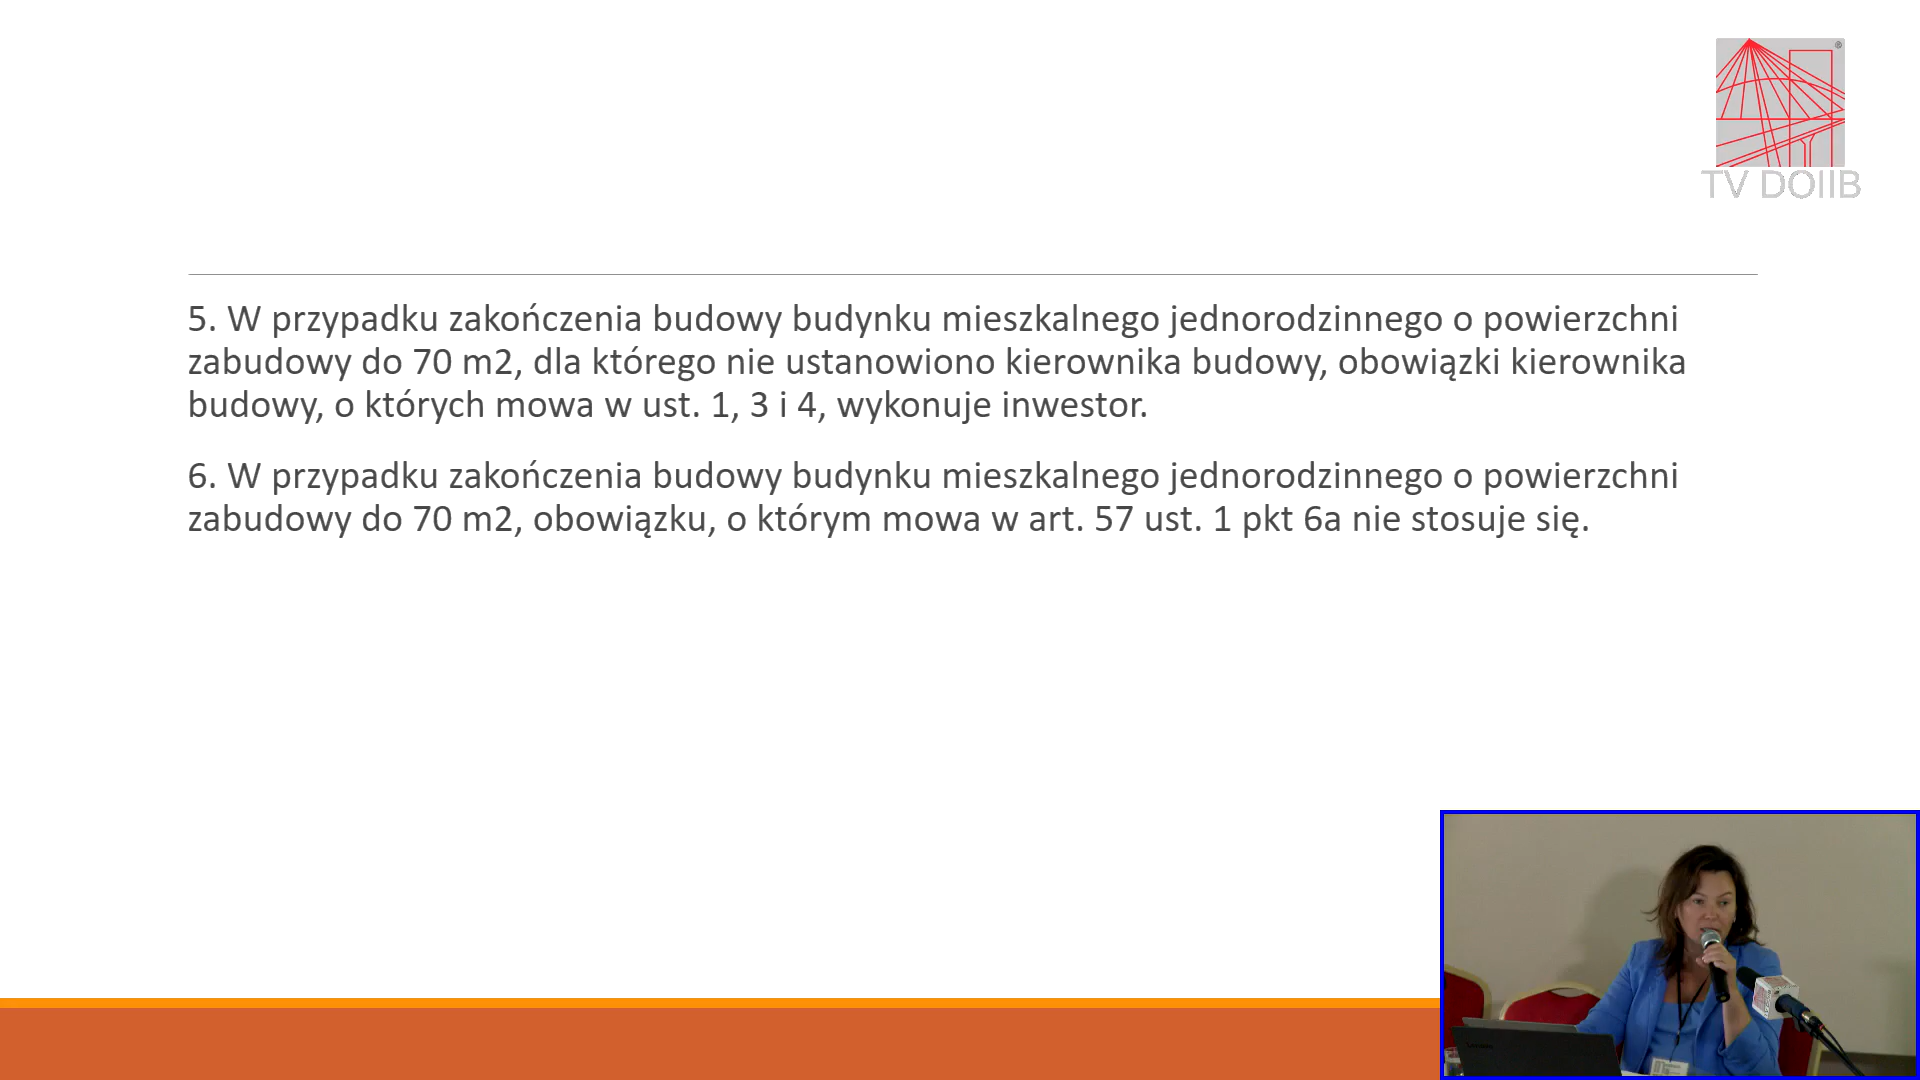 ®
TV DOIIB
5. W przypadku zakończenia budowy budynku mieszkalnego jednorodzinnego o powierzchni
zabudowy do 70 m2, dla którego nie ustanowiono kierownika budowy, obowiązki kierownika
budowy, o których mowa w ust. 1, 3 i 4, wykonuje inwestor.
6. W przypadku zakończenia budowy budynku mieszkalnego jednorodzinnego o powierzchni
zabudowy do 70 m2, obowiązku, o którym mowa w art. 57 ust. 1 pkt 6a nie stosuje się.